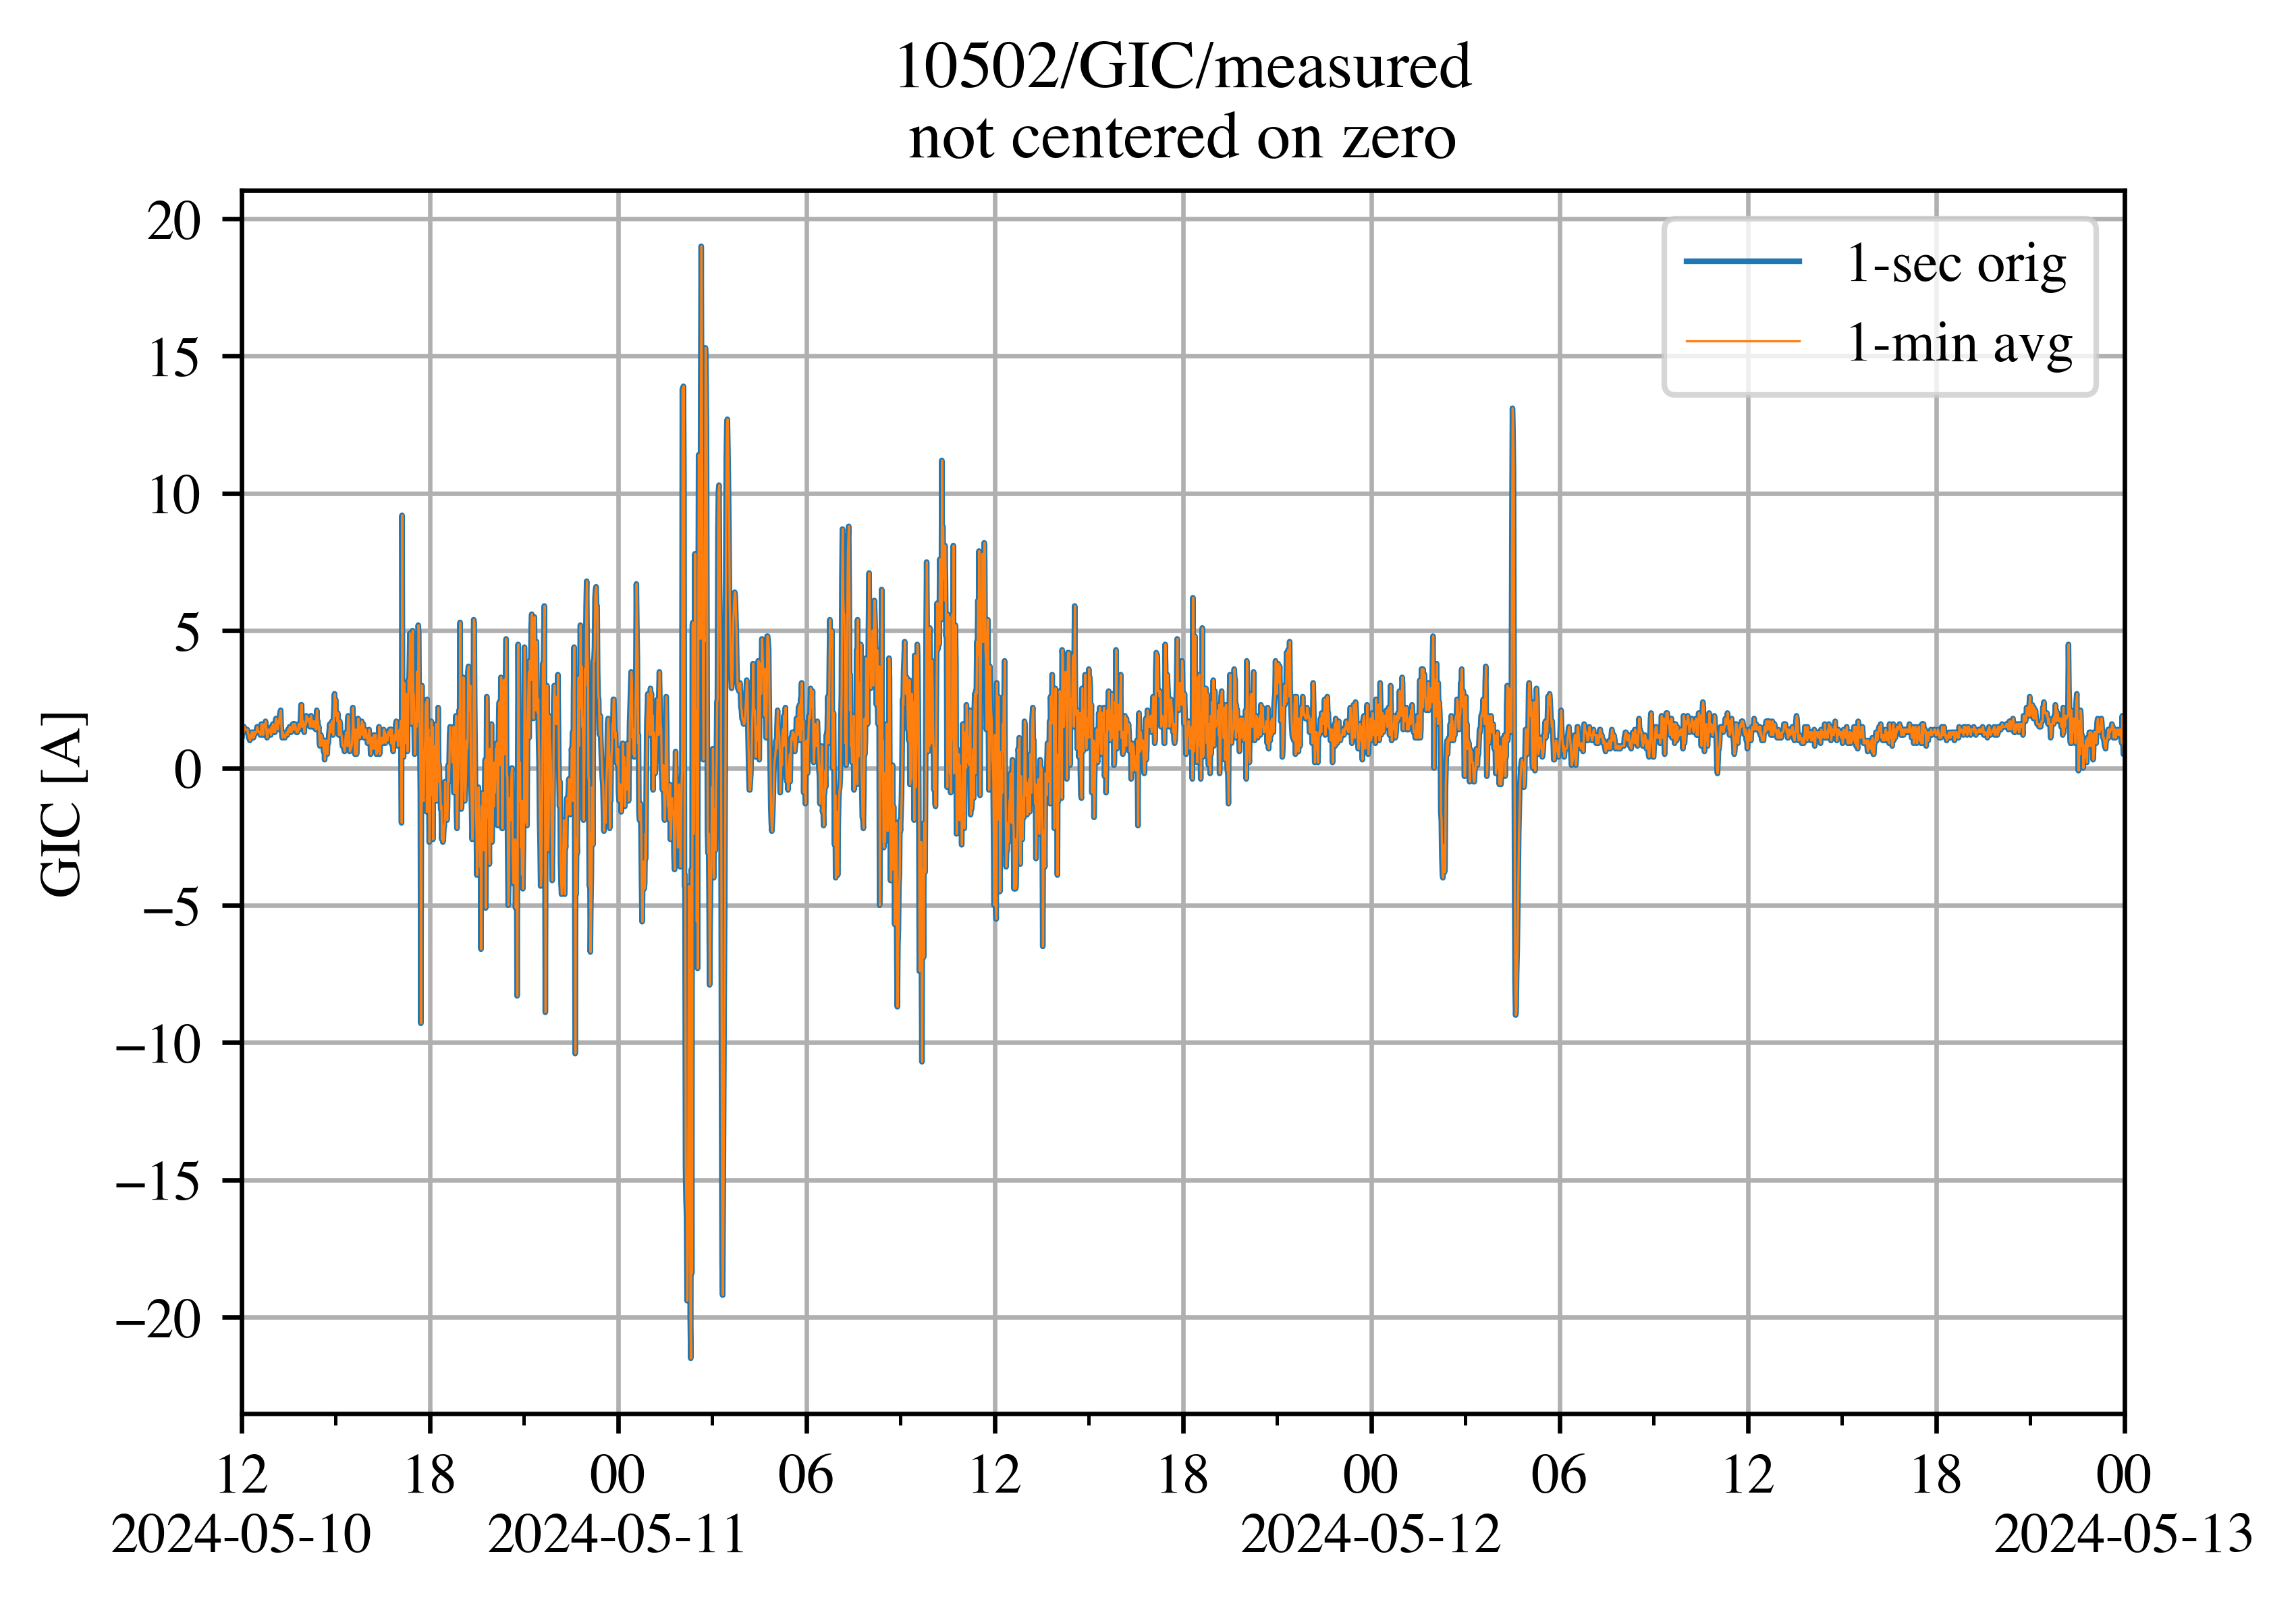 10502/GIC/measured
not centered on zero
20
15
10
5
0
−5
−10
−15
−20
GIC [A]
1-sec orig
1-min avg
12 18 00 06 12 18 00 06 12 18 00
2024-05-10 2024-05-11 2024-05-12 2024-05-13